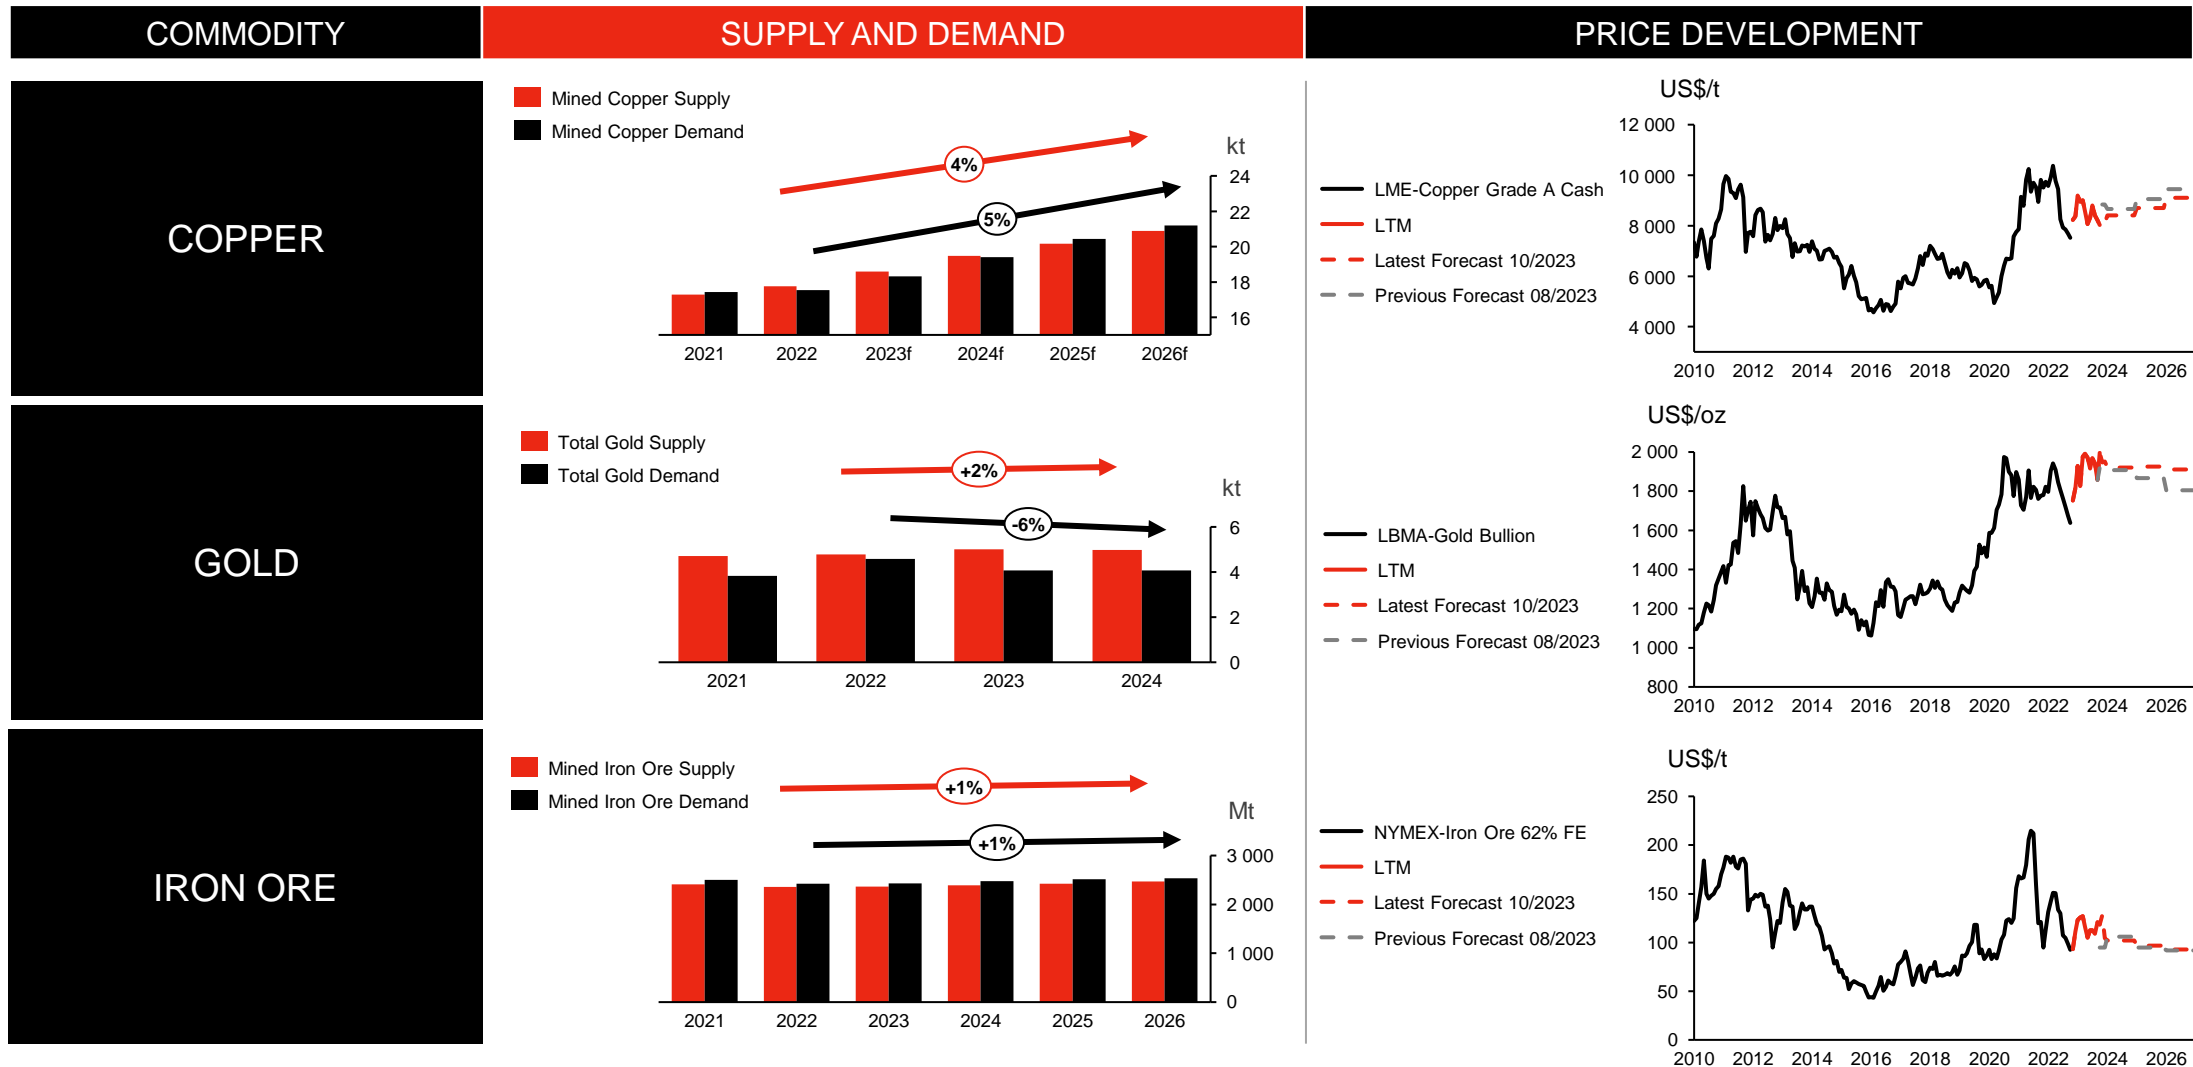 COMMODITY
SUPPLY AND DEMAND
PRICE DEVELOPMENT
COPPER
Mined Copper Supply
Mined Copper Demand
4%
5%
kt
24
22
20
18
16
2021 2022 2023f 2024f 2025f 2026f
LME-Copper Grade A Cash
LTM
Latest Forecast 10/2023
Previous Forecast 08/2023
US$/t
12 000
10 000
8 000
6 000
4 000
2010 2012 2014 2016 2018 2020 2022 2024 2026
GOLD
Total Gold Supply
Total Gold Demand
+2%
-6%
kt
6
4
2
0
2021 2022 2023 2024
LBMA-Gold Bullion
LTM
Latest Forecast 10/2023
Previous Forecast 08/2023
US$/oz
2 000
1 800
1 600
1 400
1 200
1 000
800
2010 2012 2014 2016 2018 2020 2022 2024 2026
IRON ORE
Mined Iron Ore Supply
Mined Iron Ore Demand
+1%
+1%
Mt
3 000
2 000
1 000
0
2021 2022 2023 2024 2025 2026
NYMEX-Iron Ore 62% FE
LTM
Latest Forecast 10/2023
Previous Forecast 08/2023
US$/t
250
200
150
100
50
0
2010 2012 2014 2016 2018 2020 2022 2024 2026